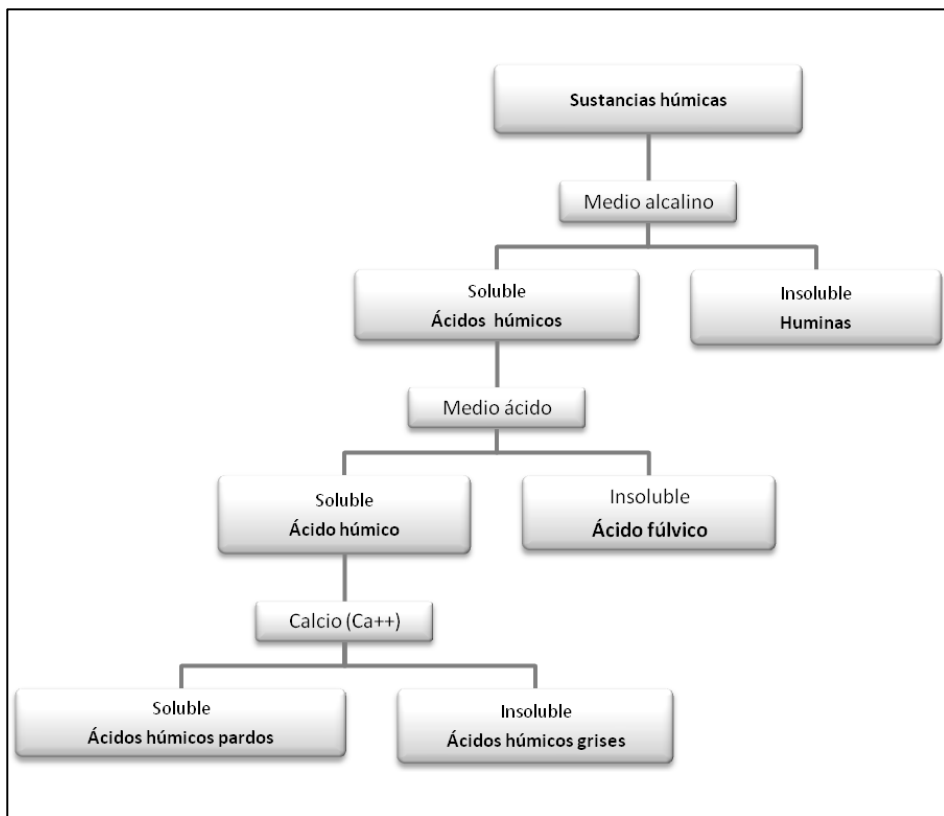 Sustancias húmicas
Medio alcalino
Soluble
Ácidos húmicos
Insoluble
Huminas
Medio ácido
Soluble
Ácido húmico
Insoluble
Ácido fúlvico
Calcio (Ca++)
Soluble
Ácidos húmicos pardos
Insoluble
Ácidos húmicos grises